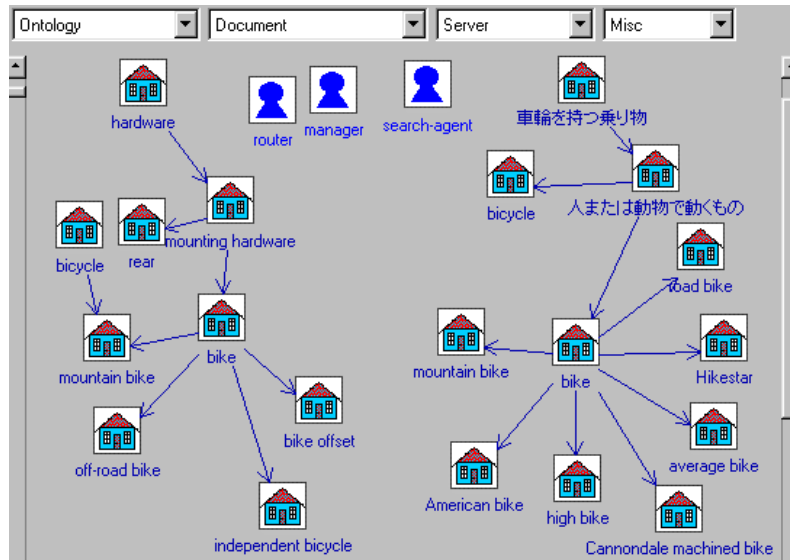 Ontology
Document
Server
Misc
hardware
router
manager
search-agent
車輪を持つ乗り物
bicycle
rear
mounting hardware
bicycle
人または動物で動くもの
road bike
mountain bike
bike
mountain bike
bike
Hikestar
off-road bike
bike offset
American bike
high bike
average bike
independent bicycle
Cannondale machined bike